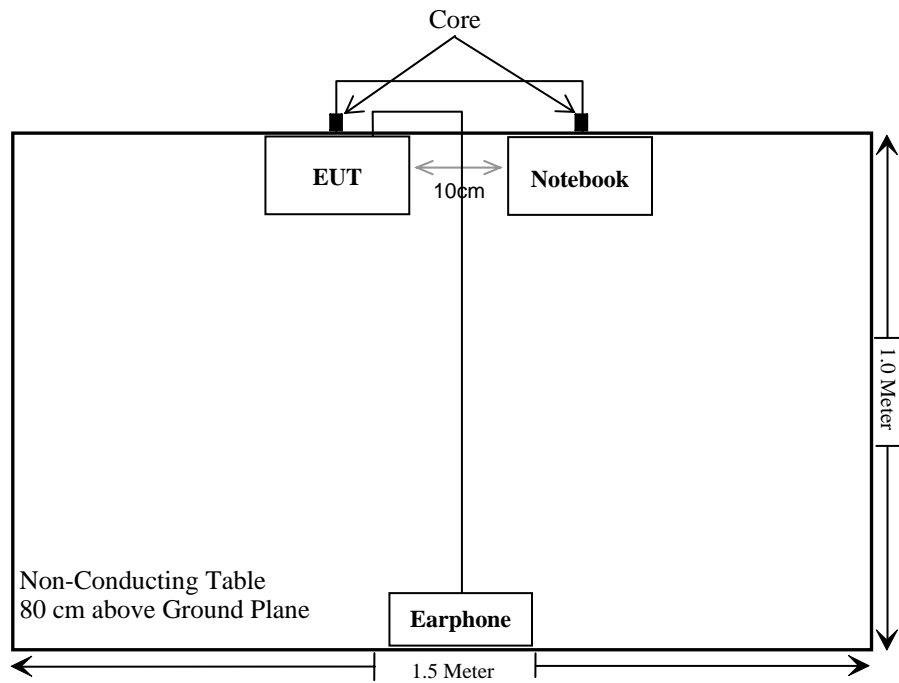 Core
EUT
Notebook
10cm
1.0 Meter
Non-Conducting Table
80 cm above Ground Plane
Earphone
1.5 Meter